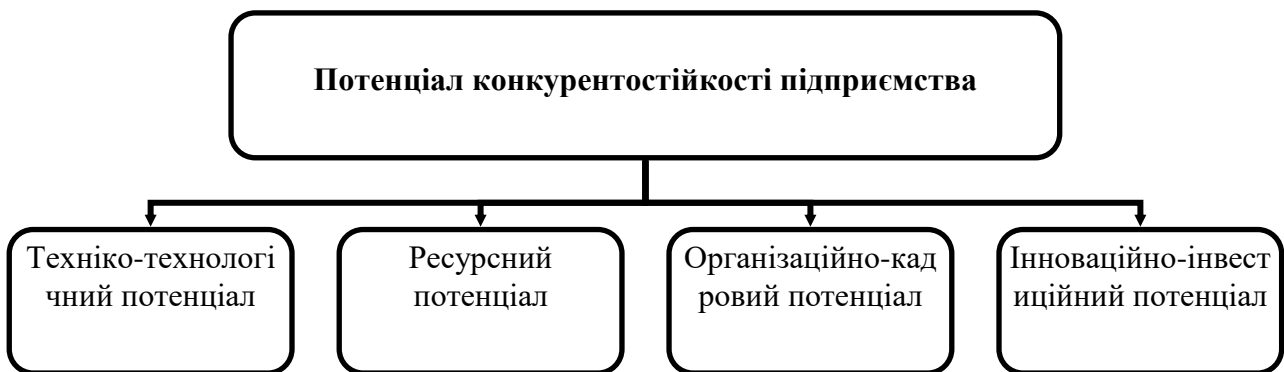 Потенціал конкурентостійкості підприємства
Техніко-технологі
чний потенціал
Ресурсний
потенціал
Організаційно-кад
ровий потенціал
Інноваційно-інвест
иційний потенціал